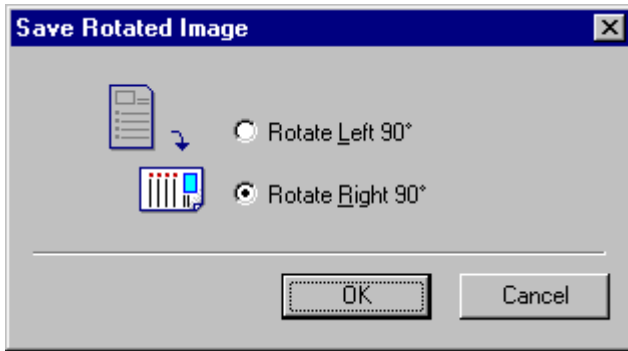 Save Rotated Image
Rotate Left 90°
Rotate Right 90°
OK
Cancel